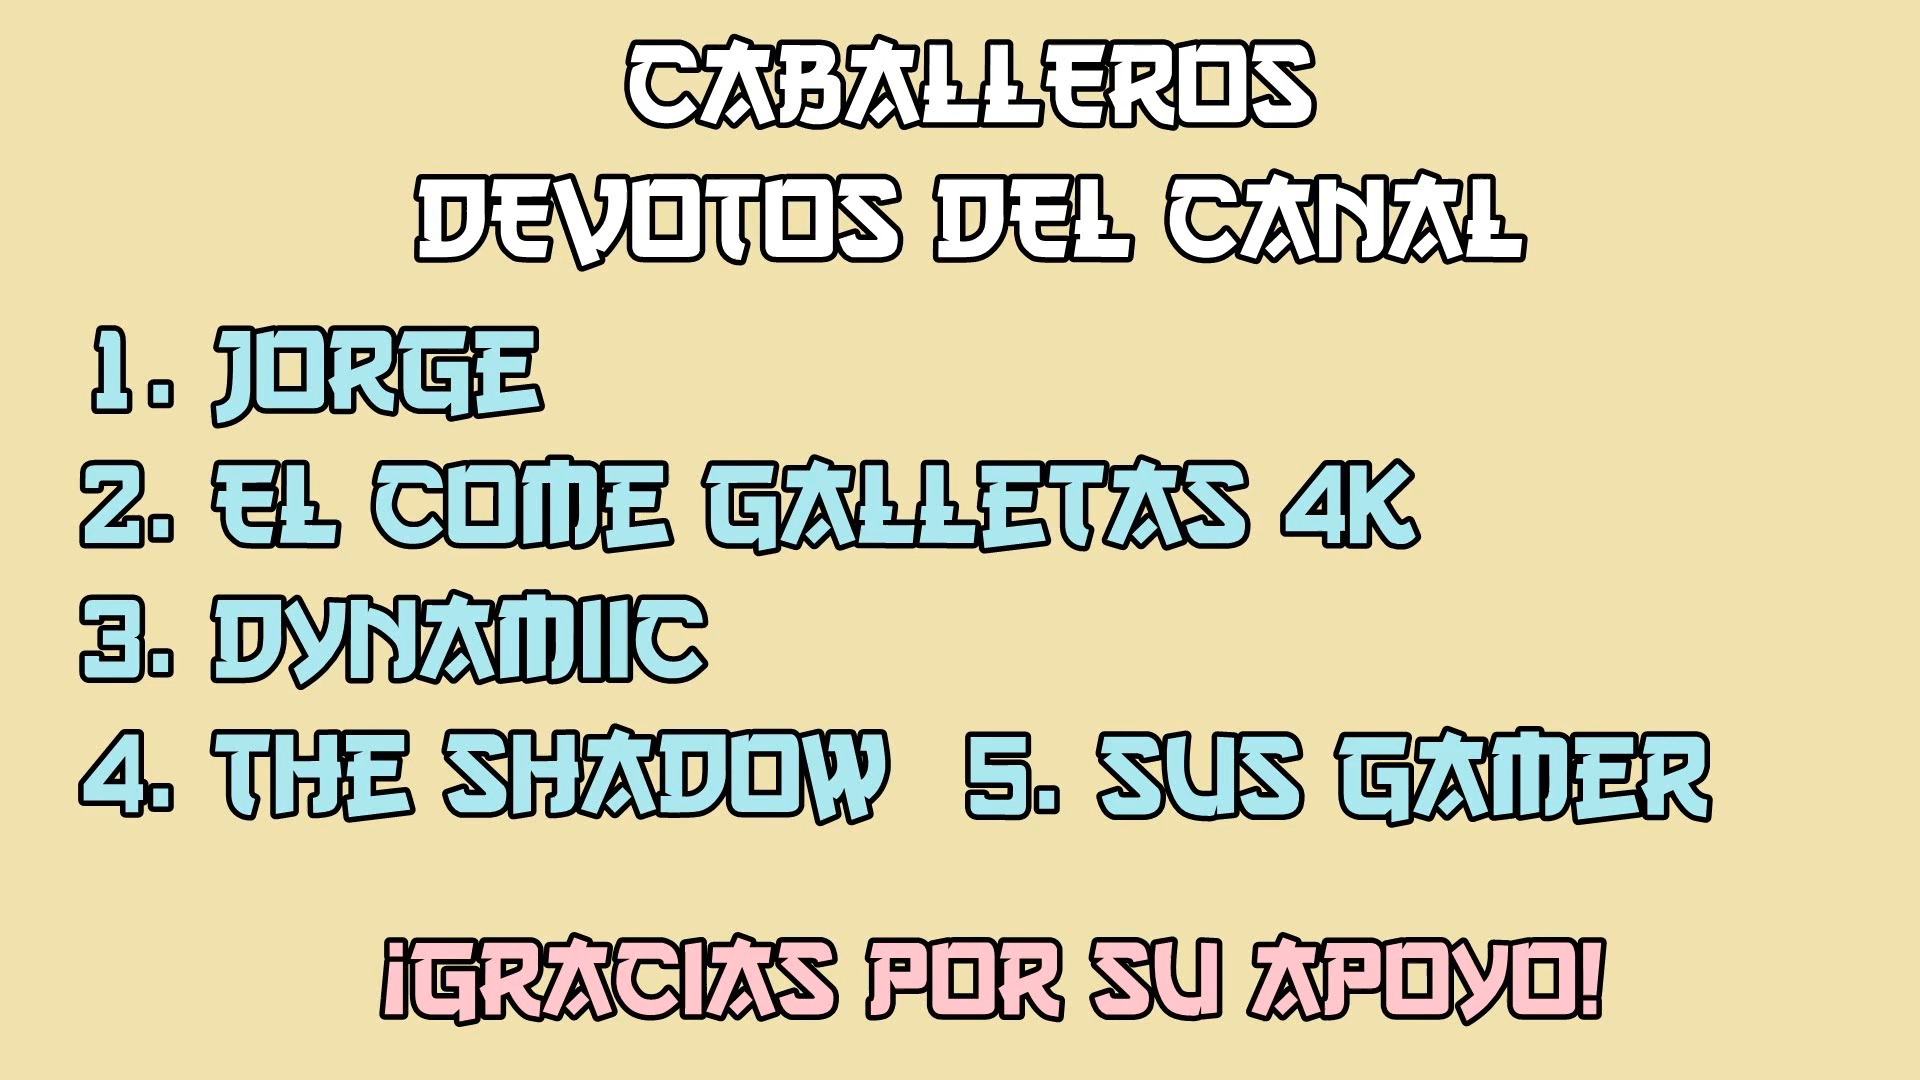 CABALLEROS
DEVOTOS DEL CANAL
1. JORGE
2. EL COME GALLETAS 4K
3. DYNAMIIC
4. THE SHADOW 5. SUS GAMER
¡GRACIAS POR SU APOYO!